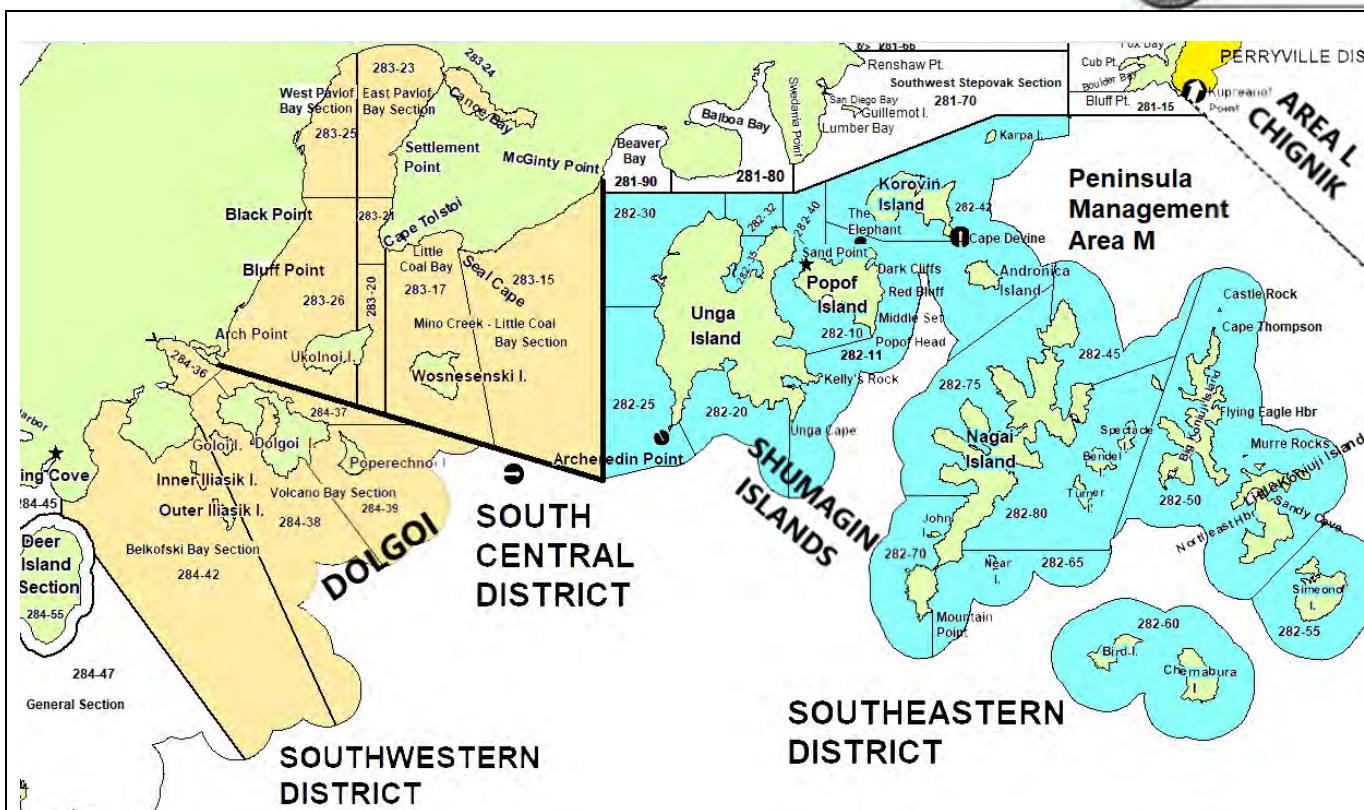 281-66
Renshaw Pt.
Southwest Stepovak Section
281-70
San Diego Bay
Guillemot I.
Lumber Bay
Swedania Point
Balboa Bay
281-80
Beaver
Bay
281-90
McGinty Point
Fox Bay
Cub Pt.
Boulder Bay
Bluff Pt.
281-15
PERRYVILLE DIS
Kupreanof
Point
AREA L
CHIGNIK
283-23
283-24
Canoe Bay
West Pavlof
Bay Section
283-25
East Pavlof
Bay Section
Settlement
Point
Black Point
283-21
Cape Tolstoi
Bluff Point
283-26
283-20
Little
Coal Bay
283-17
Seal Cape
283-15
Mino Creek - Little Coal
Bay Section
Arch Point
Ukolnoi I.
Wosnesenski I.
284-36
284-37
Goloi I.
Dolgoi I.
Poperechnoi I
Inner Iliasik I.
Outer Iliasik I.
Volcano Bay Section
284-38
284-39
Belkofski Bay Section
284-42
DOLGOI
ing Cove
284-45
Deer
Island
Section
284-55
284-47
General Section
SOUTHWESTERN
DISTRICT
SOUTH
CENTRAL
DISTRICT
Archeredin Point
282-30
282-32
282-35
282-40
282-25
Unga
Island
282-20
Sand Point
Popof
Island
282-10
282-11
The
Elephant
Korovin
Island
282-42
Karpa I.
Cape Devine
Andronica
Island
Dark Cliffs
Red Bluff
Middle Set
Popof Head
Kelly's Rock
Unga Cape
SHUMAGIN
ISLANDS
Peninsula
Management
Area M
282-75
282-45
Nagai
Island
Spectacle
I.
Bendel
I.
Turner
I.
282-80
John
I.
282-70
Near
I.
282-65
Mountain
Point
Castle Rock
Cape Thompson
Big Koniuji Island
Flying Eagle Hbr
Murre Rocks
Little Koniuji Island
Sandy Cove
Northeast Hbr
282-50
Simeonof
I.
282-55
282-60
Bird I.
Chernabura
I.
SOUTHEASTERN
DISTRICT